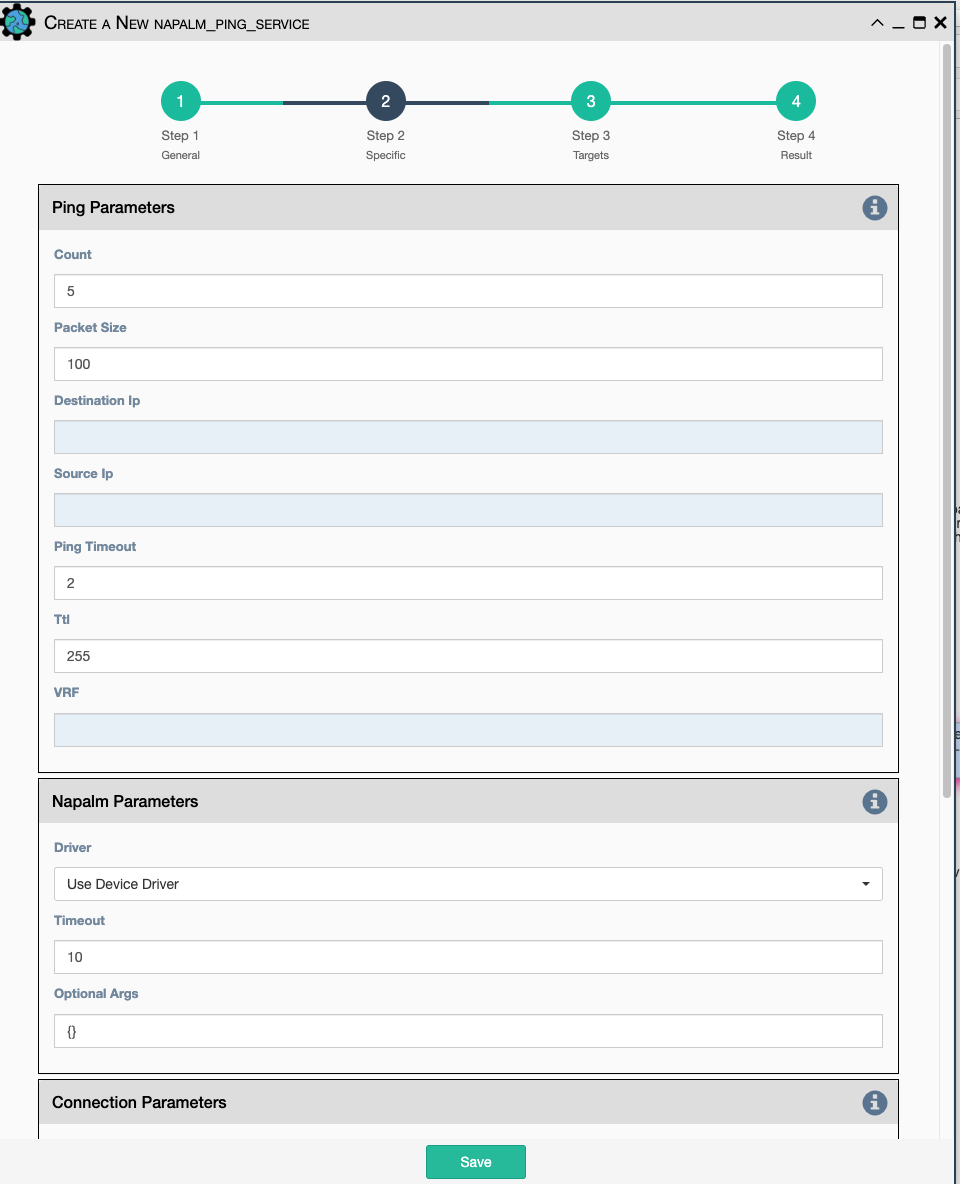 Create a New napalm_ping_service
1 2 3 4
Step 1 Step 2 Step 3 Step 4
General Specific Targets Result
Ping Parameters
Count
5
Packet Size
100
Destination Ip
Source Ip
Ping Timeout
2
Ttl
255
VRF
Napalm Parameters
Driver
Use Device Driver
Timeout
10
Optional Args
{}
Connection Parameters
Save